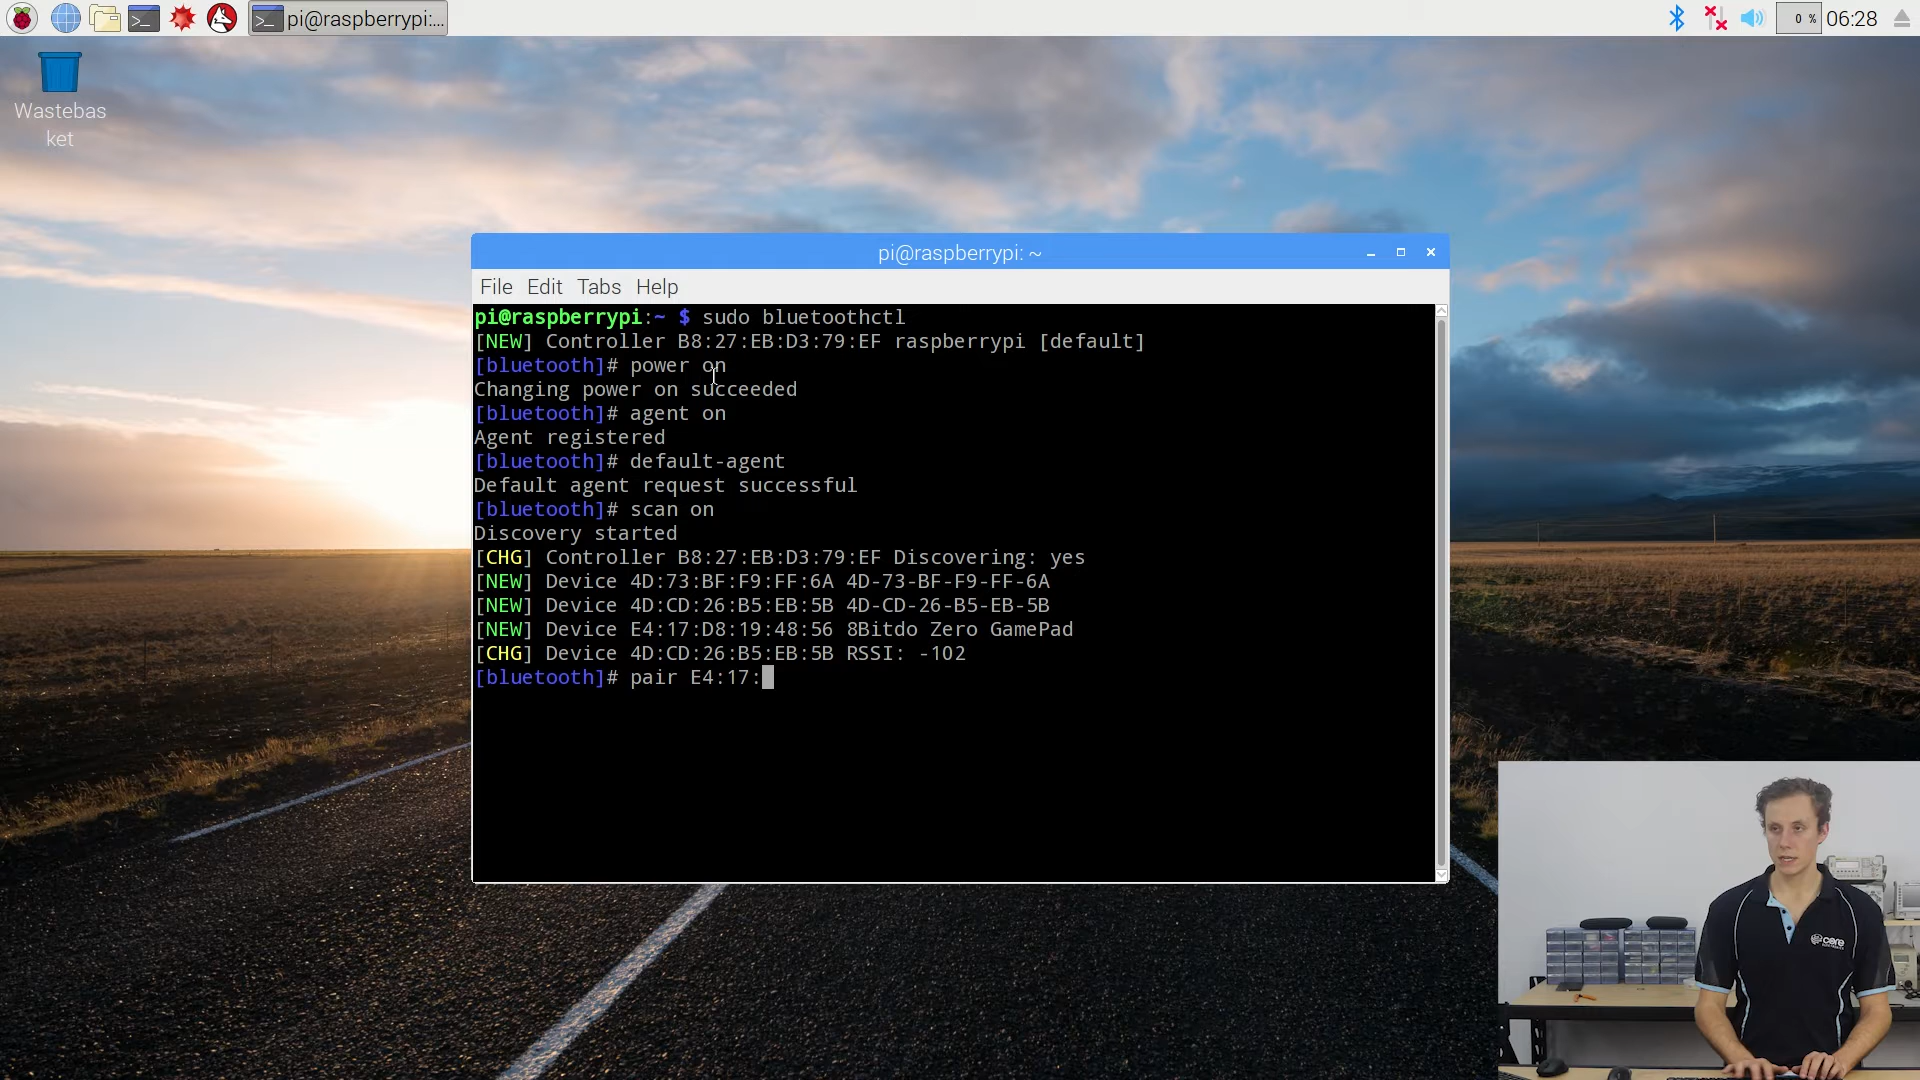 pi@raspberrypi:...
0 %
06:28
Wastebas
ket
pi@raspberrypi: ~
File Edit Tabs Help
pi@raspberrypi:~ $ sudo bluetoothctl
[NEW] Controller B8:27:EB:D3:79:EF raspberrypi [default]
[bluetooth]# power on
Changing power on succeeded
[bluetooth]# agent on
Agent registered
[bluetooth]# default-agent
Default agent request successful
[bluetooth]# scan on
Discovery started
[CHG] Controller B8:27:EB:D3:79:EF Discovering: yes
[NEW] Device 4D:73:BF:F9:FF:6A 4D-73-BF-F9-FF-6A
[NEW] Device 4D:CD:26:B5:EB:5B 4D-CD-26-B5-EB-5B
[NEW] Device E4:17:D8:19:48:56 8Bitdo Zero GamePad
[CHG] Device 4D:CD:26:B5:EB:5B RSSI: -102
[bluetooth]# pair E4:17:
core